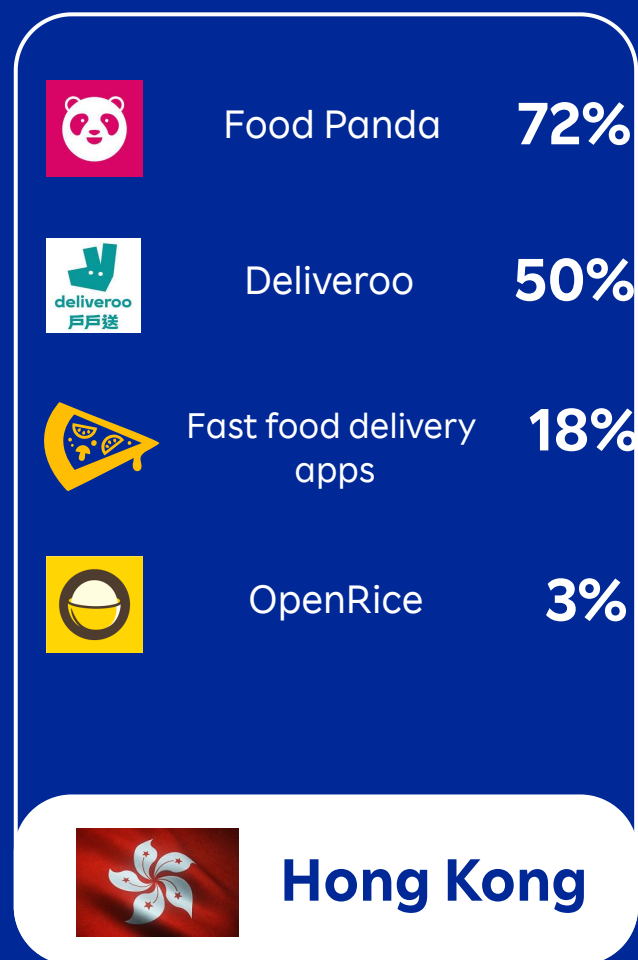 Food Panda 72%
deliveroo
戶戶送
Deliveroo 50%
Fast food delivery 18%
apps
OpenRice 3%
Hong Kong